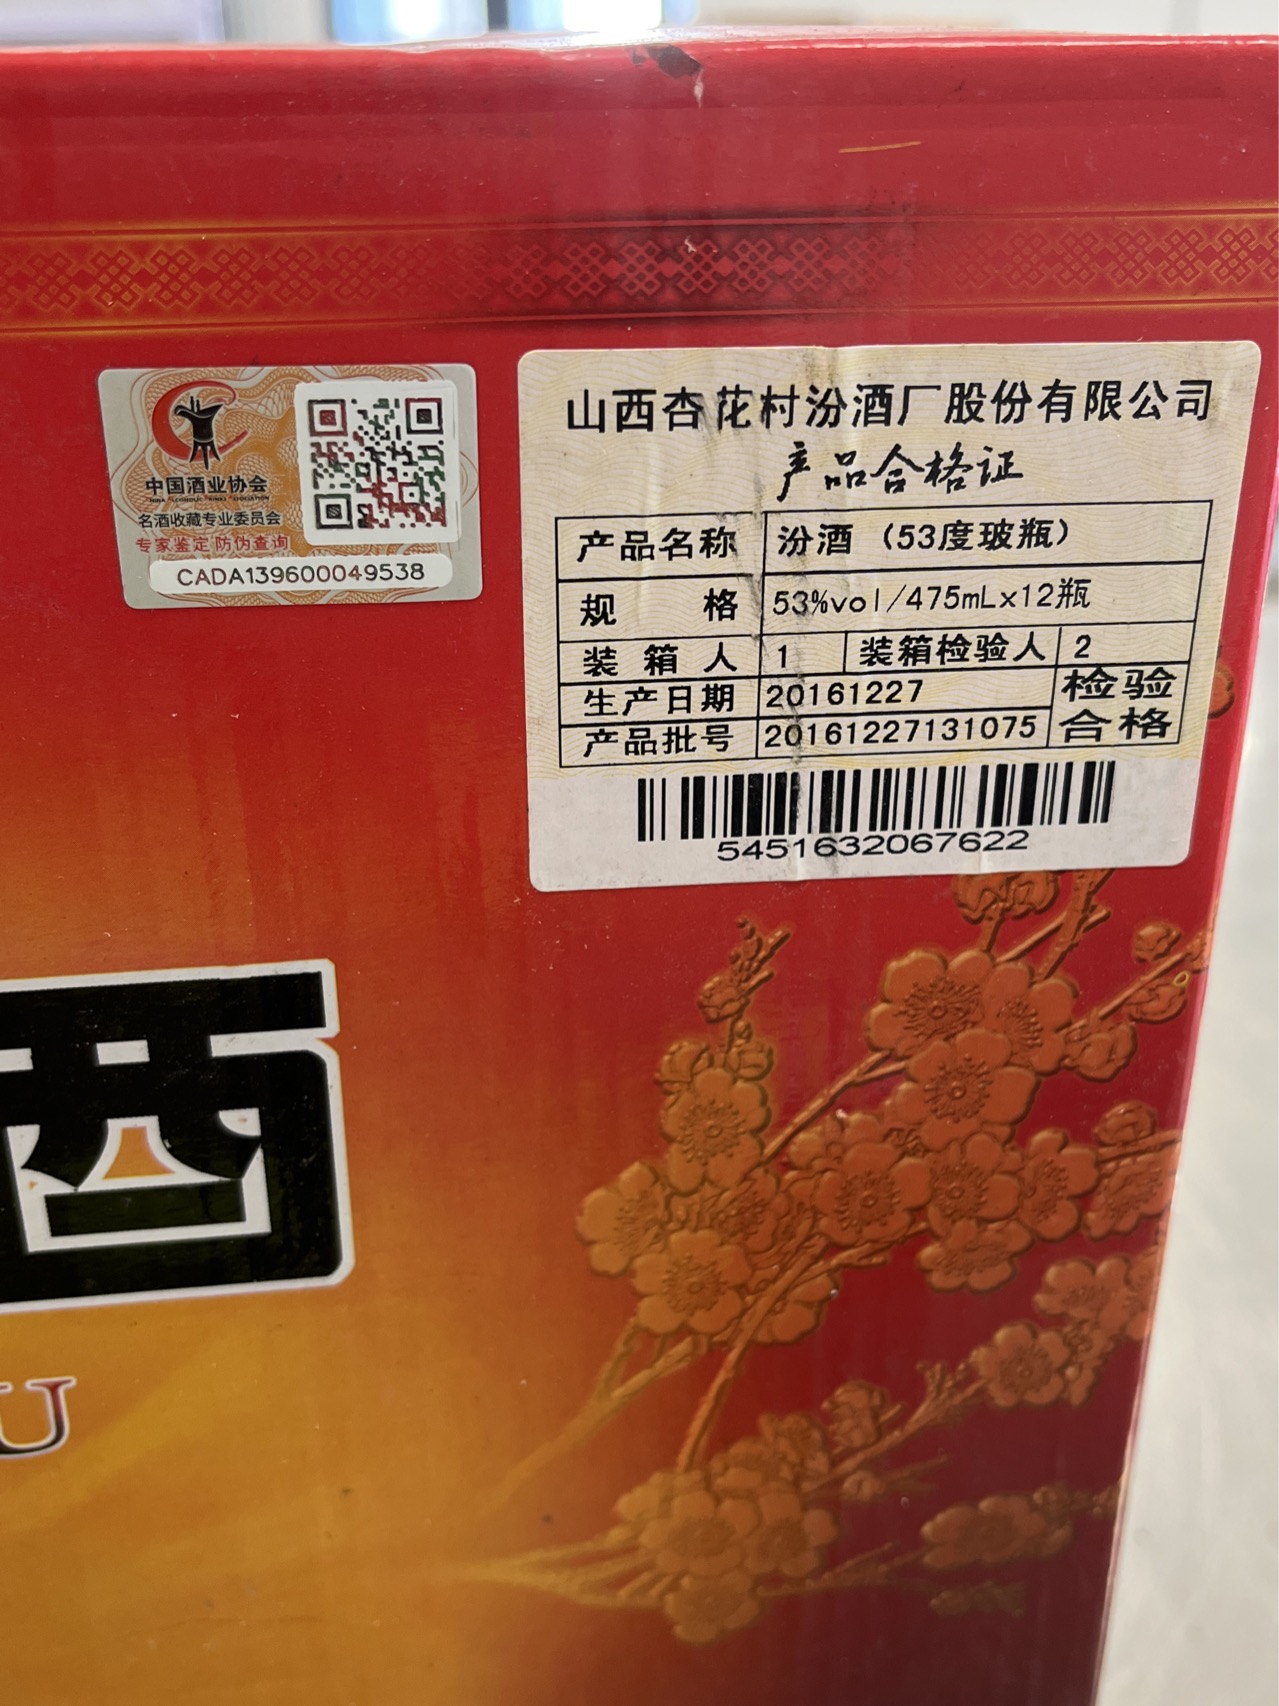 中国酒业协会
CHINA ALCOHOLIC DRINKS ASSOCIATION
名酒收藏专业委员会
专家鉴定 防伪查询
CADA139600049538
山西杏花村汾酒厂股份有限公司
产品合格证
产品名称 汾酒（53度玻瓶）
规 格 53%vol/475mLx12瓶
装 箱 人 1 装箱检验人 2
生产日期 20161227 检验
产品批号 20161227131075 合格
5451632067622
U